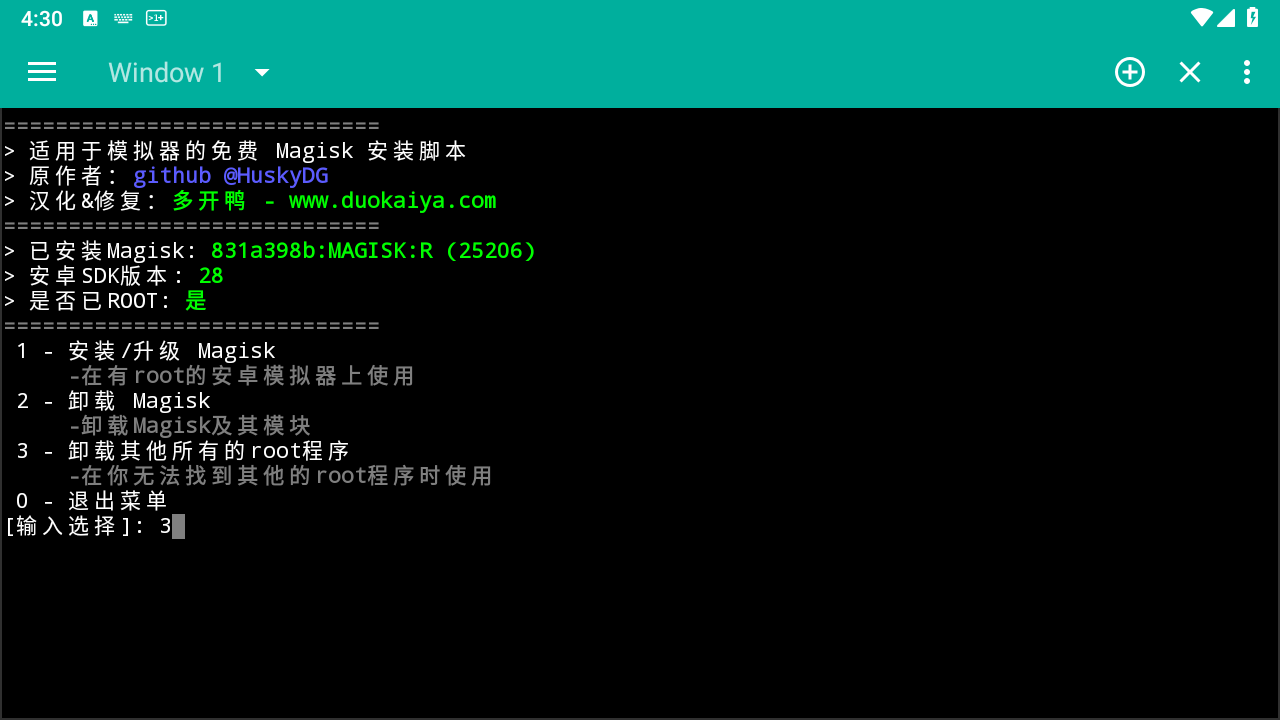 4:30
Window 1
=============================
> 适用于模拟器的免费 Magisk 安装脚本
> 原作者: github @HuskyDG
> 汉化&修复: 多开鸭 - www.duokaiya.com
=============================
> 已安装Magisk: 831a398b:MAGISK:R (25206)
> 安卓SDK版本: 28
> 是否已ROOT: 是
=============================
1 - 安装/升级 Magisk
-在有root的安卓模拟器上使用
2 - 卸载 Magisk
-卸载Magisk及其模块
3 - 卸载其他所有的root程序
-在你无法找到其他的root程序时使用
0 - 退出菜单
[输入选择]: 3